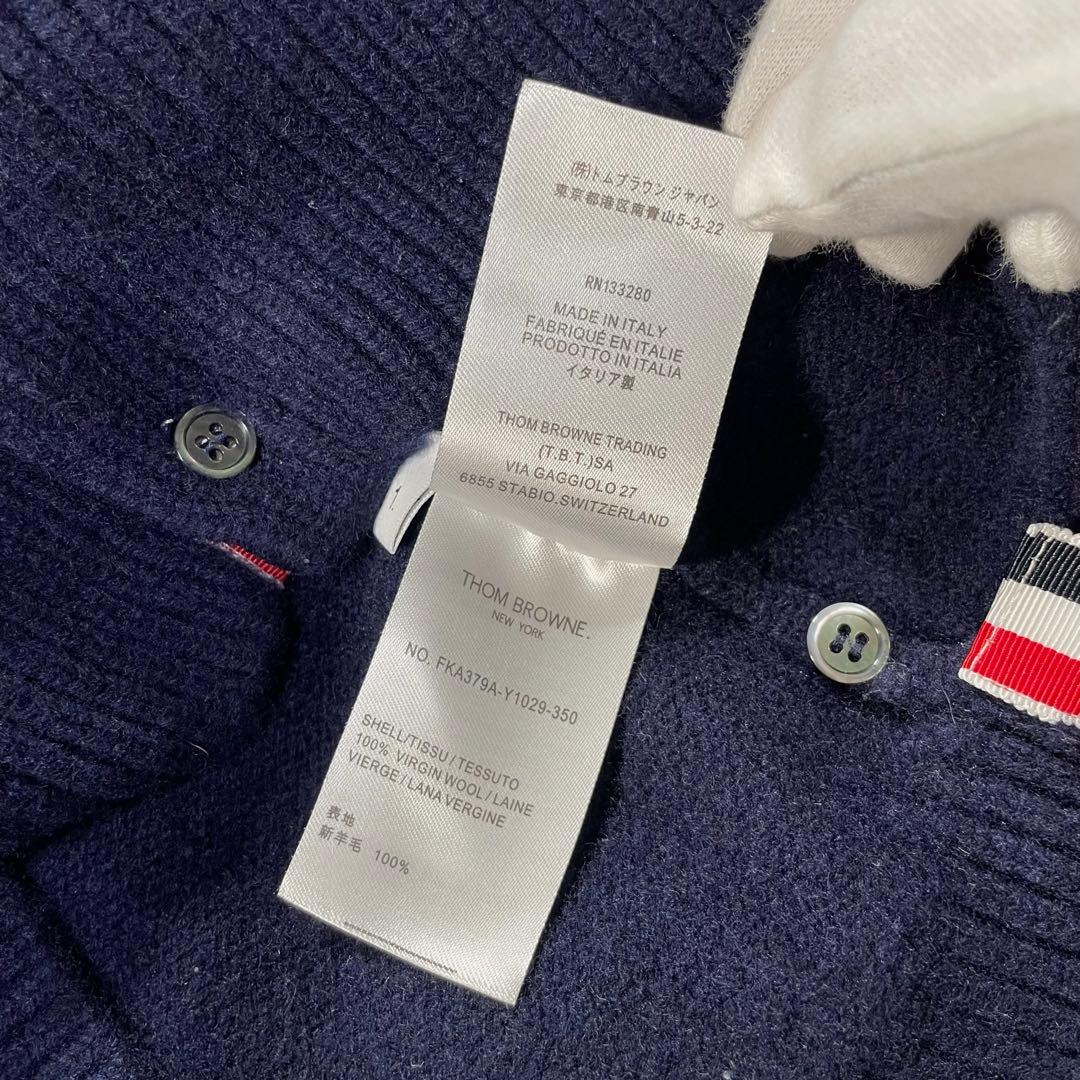 (株)トムブラウン ジャパン
東京都港区南青山5-3-22
RN133280
MADE IN ITALY
FABRIQUÉ EN ITALIE
PRODOTTO IN ITALIA
イタリア製
THOM BROWNE TRADING
(T.B.T.)SA
VIA GAGGIOLO 27
6855 STABIO.SWITZERLAND
1
THOM BROWNE.
NEW YORK
NO. FKA379A-Y1029-350
SHELL/TISSU/TESSUTO
100% VIRGIN WOOL/LAINE
VIERGE/LANA VERGINE
表地
新羊毛 100%